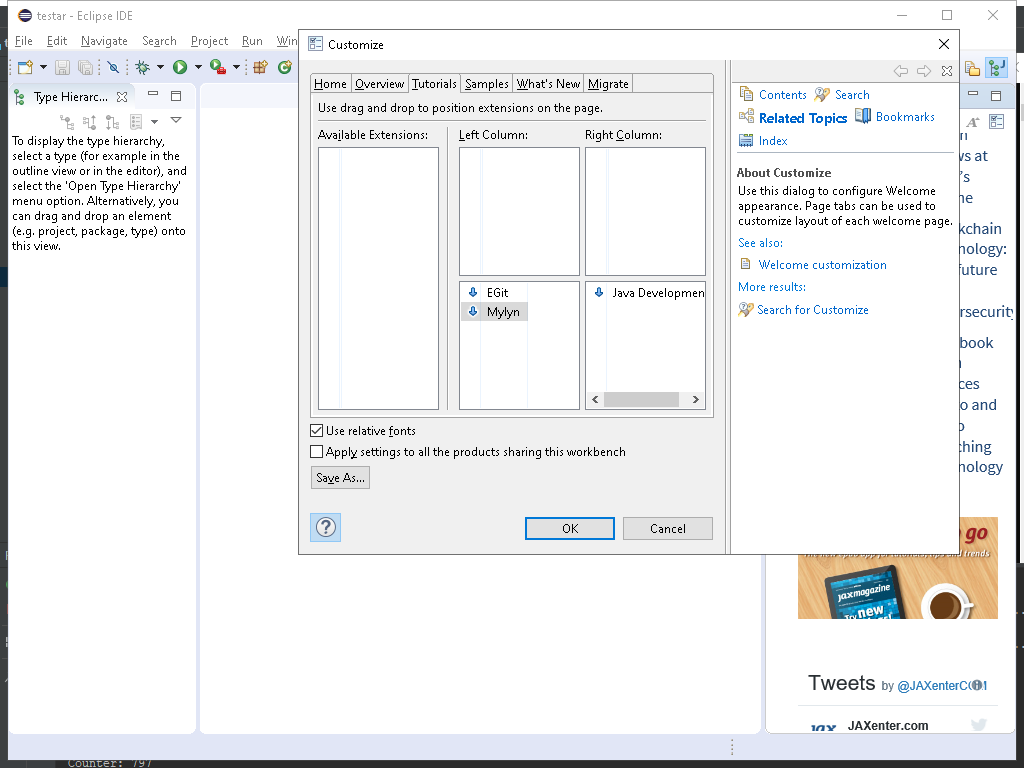 testar - Eclipse IDE
File Edit Navigate Search Project Run Win
Type Hierarc...
To display the type hierarchy,
select a type (for example in the
outline view or in the editor), and
select the 'Open Type Hierarchy'
menu option. Alternatively, you
can drag and drop an element
(e.g. project, package, type) onto
this view.
Customize
Home Overview Tutorials Samples What's New Migrate
Use drag and drop to position extensions on the page.
Available Extensions: Left Column: Right Column:
EGit
Mylyn
Java Developmen
Use relative fonts
Apply settings to all the products sharing this workbench
Save As...
OK Cancel
Contents Search
Related Topics Bookmarks
Index
About Customize
Use this dialog to configure Welcome
appearance. Page tabs can be used to
customize layout of each welcome page.
See also:
Welcome customization
More results:
Search for Customize
ws at
's
ne
kchain
nology:
future
rsecurity
book
ces
o and
o
ching
nology
o go
jaxmagazine
Try new
Tweets by @JAXenterCOM
jax JAXenter.com
Counter: 797